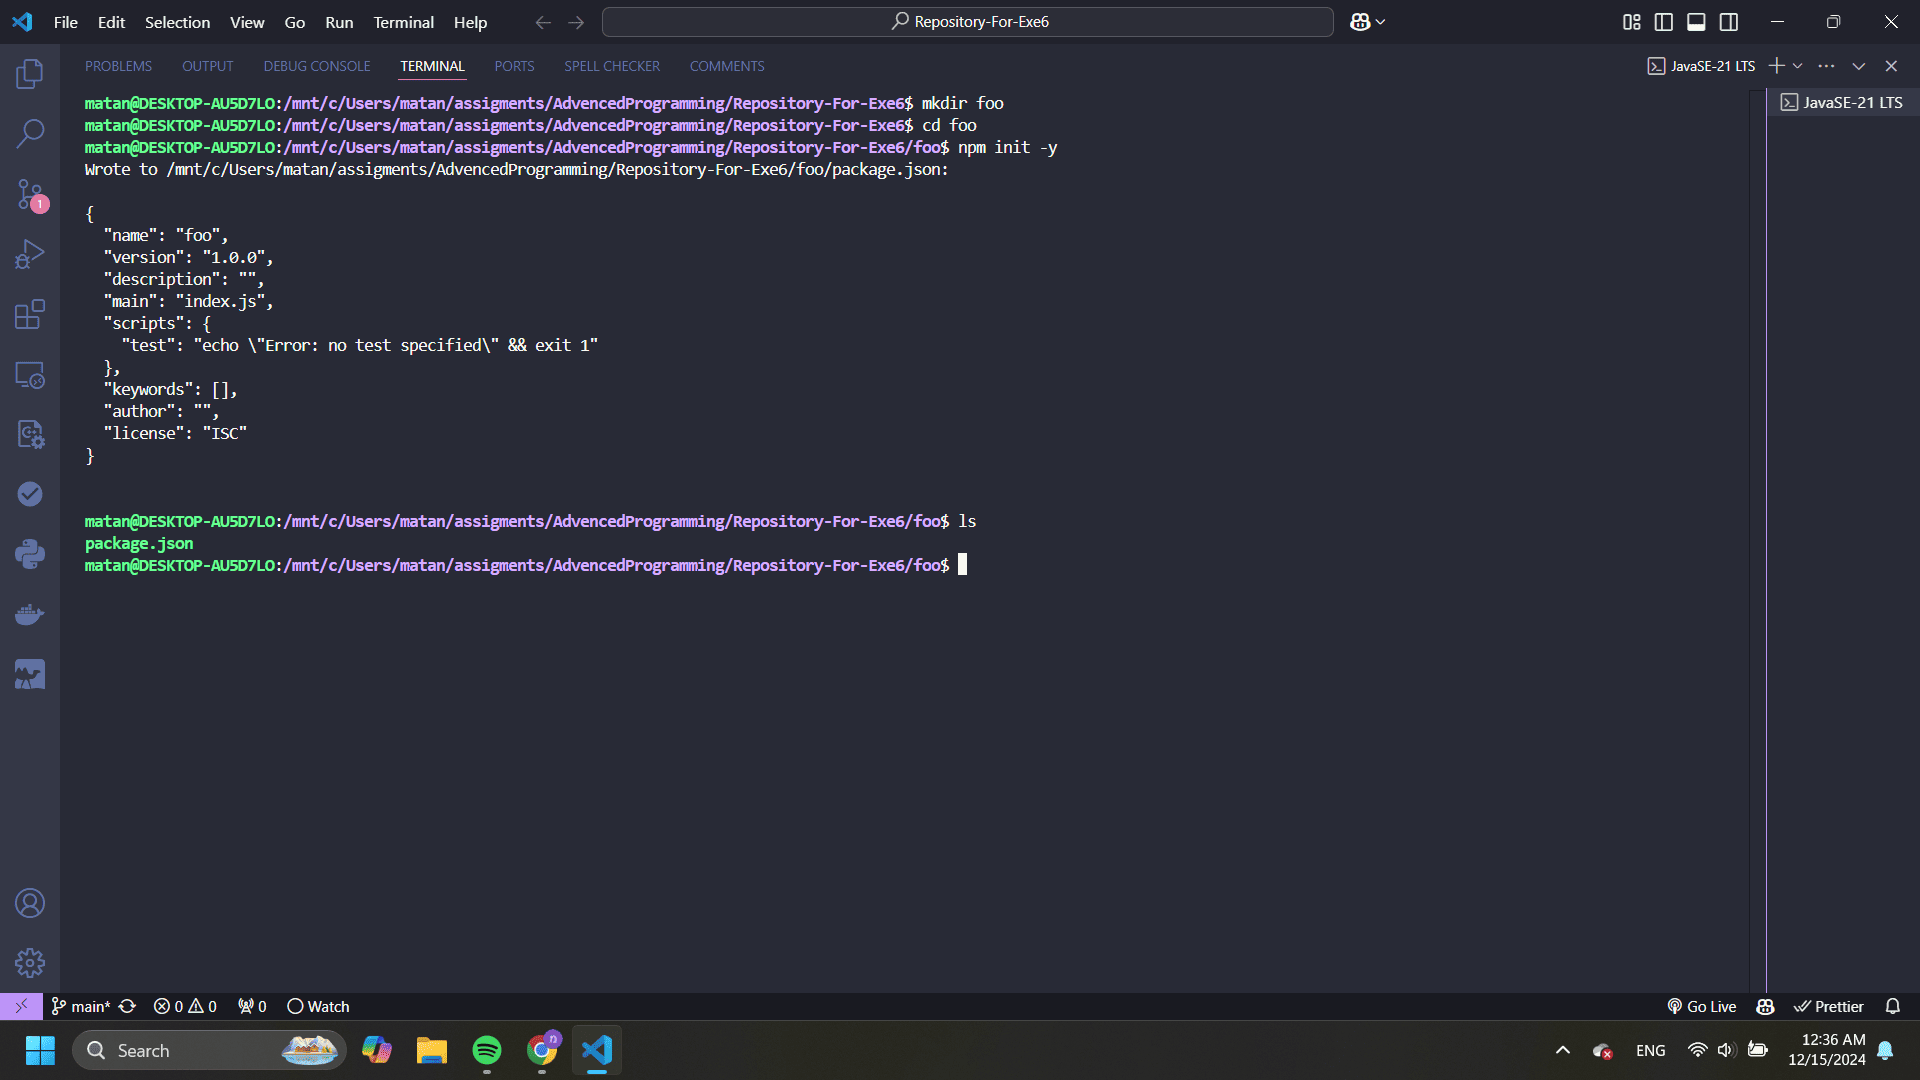 File Edit Selection View Go Run Terminal Help
Repository-For-Exe6
PROBLEMS OUTPUT DEBUG CONSOLE TERMINAL PORTS SPELL CHECKER COMMENTS
JavaSE-21 LTS
JavaSE-21 LTS
matan@DESKTOP-AU5D7LO:/mnt/c/Users/matan/assigments/AdvencedProgramming/Repository-For-Exe6$ mkdir foo
matan@DESKTOP-AU5D7LO:/mnt/c/Users/matan/assigments/AdvencedProgramming/Repository-For-Exe6$ cd foo
matan@DESKTOP-AU5D7LO:/mnt/c/Users/matan/assigments/AdvencedProgramming/Repository-For-Exe6/foo$ npm init -y
Wrote to /mnt/c/Users/matan/assigments/AdvencedProgramming/Repository-For-Exe6/foo/package.json:
{
"name": "foo",
"version": "1.0.0",
"description": "",
"main": "index.js",
"scripts": {
"test": "echo \"Error: no test specified\" && exit 1"
},
"keywords": [],
"author": "",
"license": "ISC"
}
matan@DESKTOP-AU5D7LO:/mnt/c/Users/matan/assigments/AdvencedProgramming/Repository-For-Exe6/foo$ ls
package.json
matan@DESKTOP-AU5D7LO:/mnt/c/Users/matan/assigments/AdvencedProgramming/Repository-For-Exe6/foo$
1
main* 0 0 0 Watch
Go Live Prettier
Search
n
ENG
12:36 AM
12/15/2024